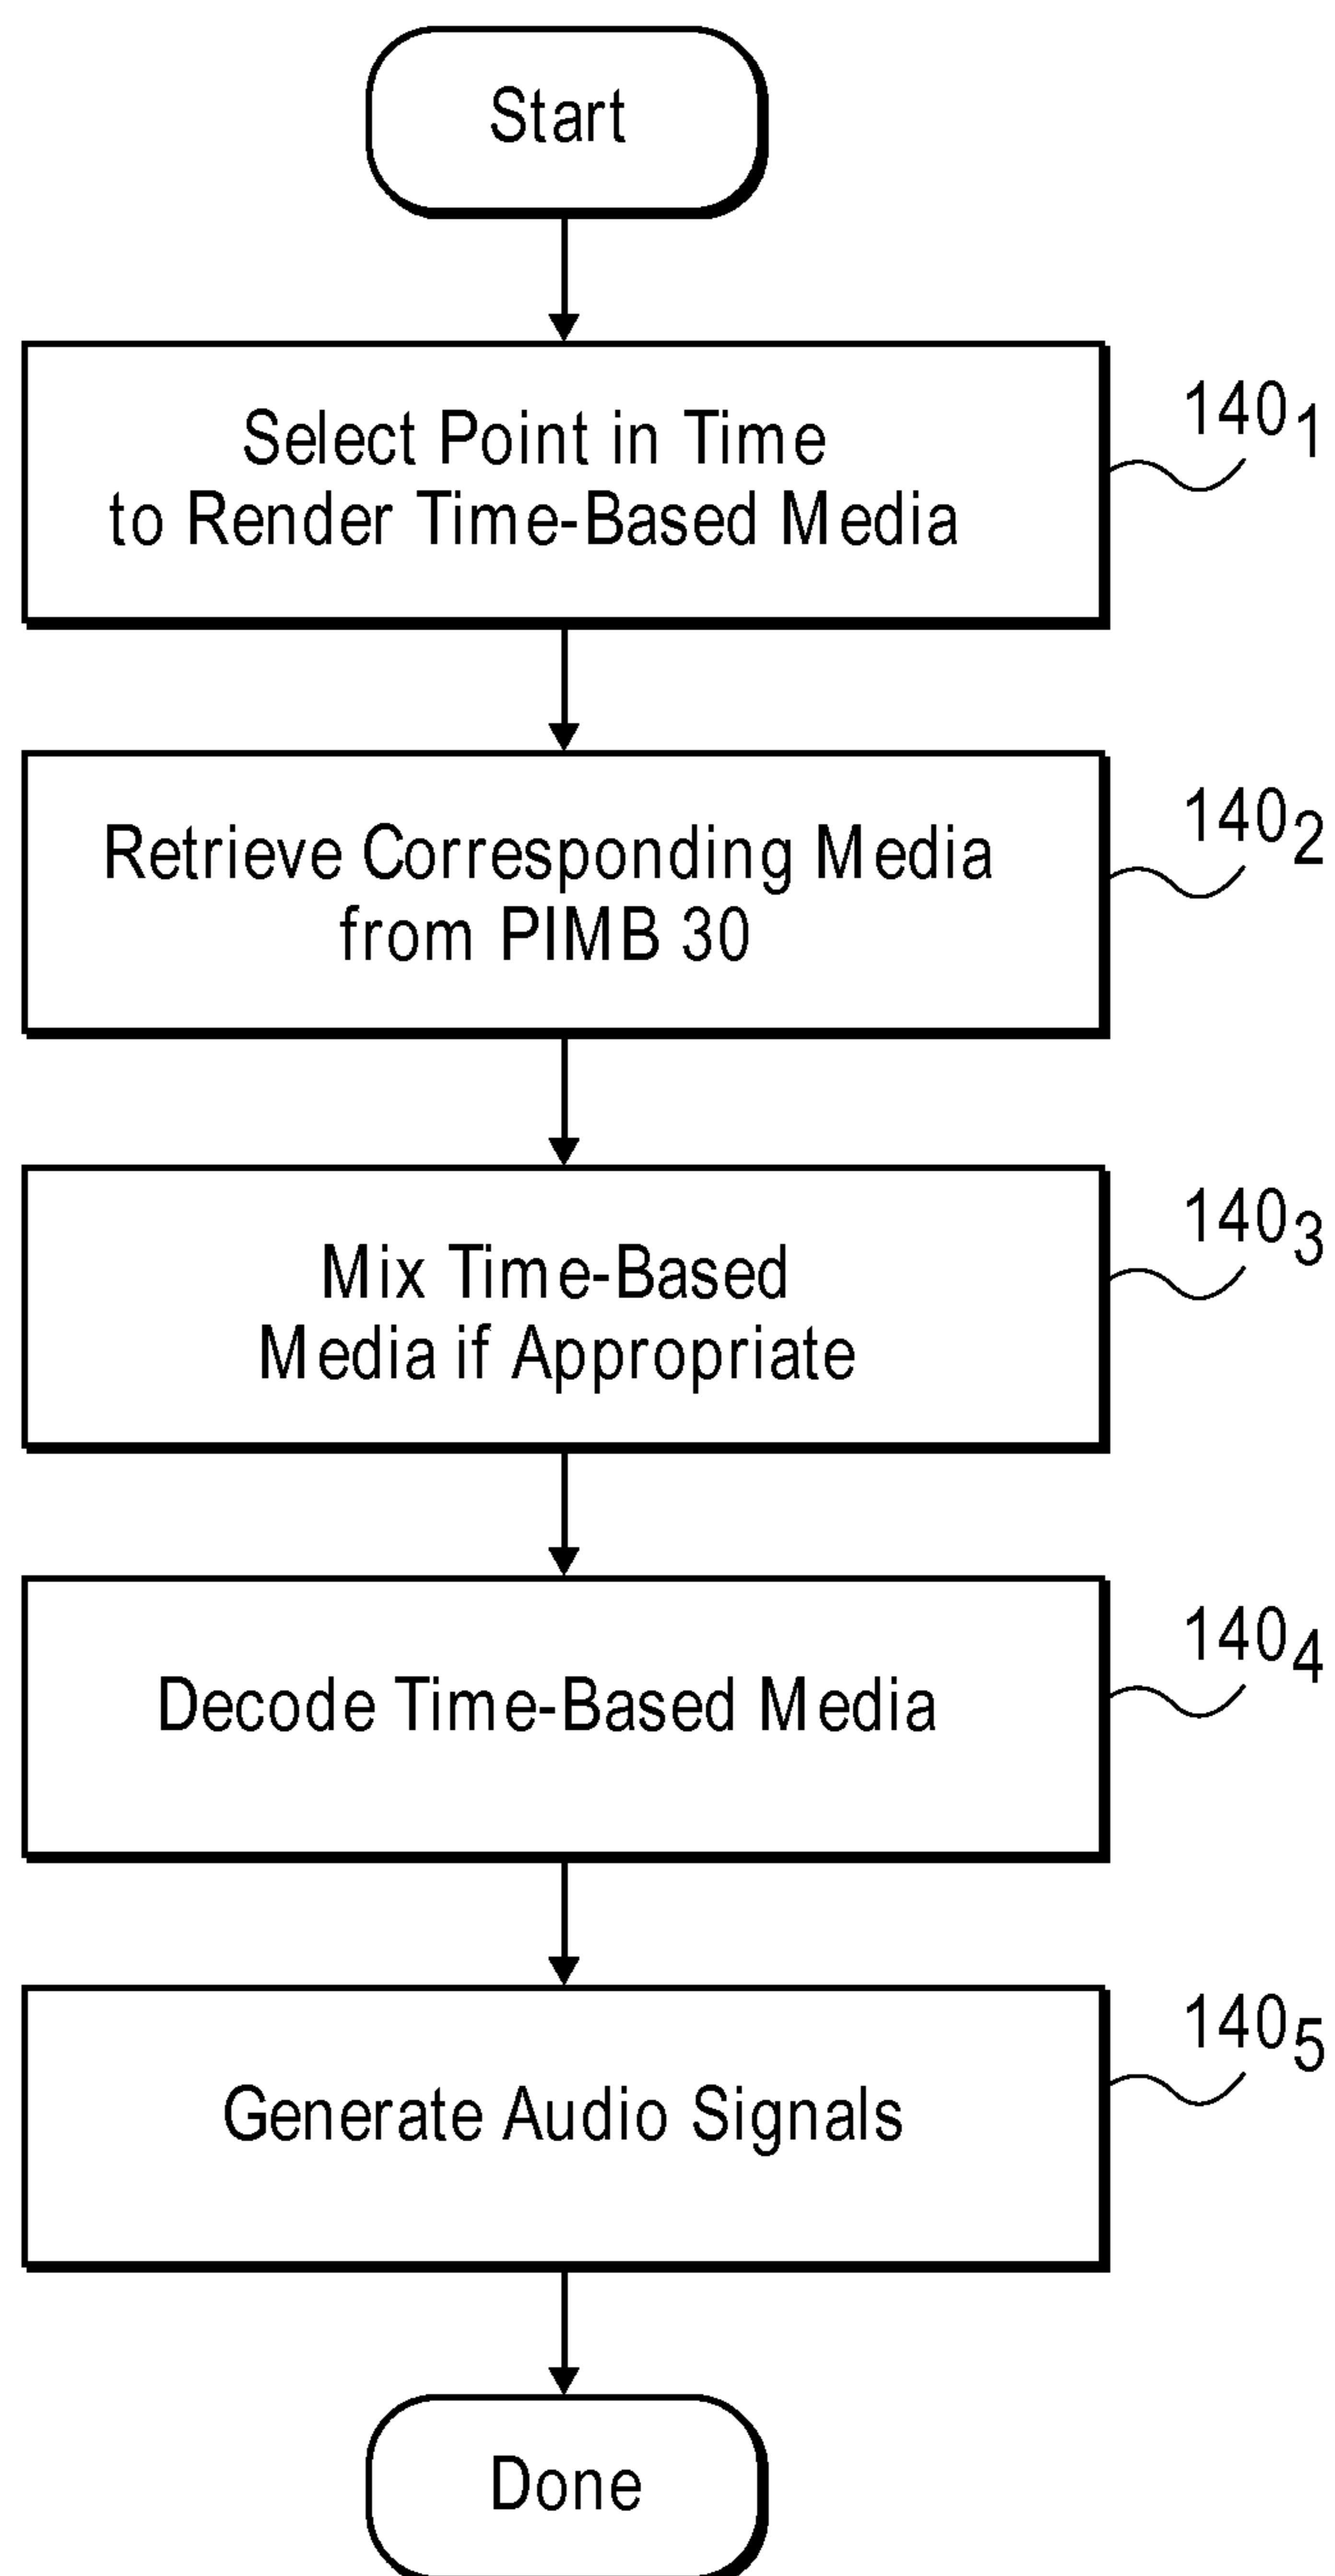 Start
Select Point in Time
to Render Time-Based Media
140₁
Retrieve Corresponding Media
from PIMB 30
140₂
Mix Time-Based
Media if Appropriate
140₃
Decode Time-Based Media
140₄
Generate Audio Signals
140₅
Done